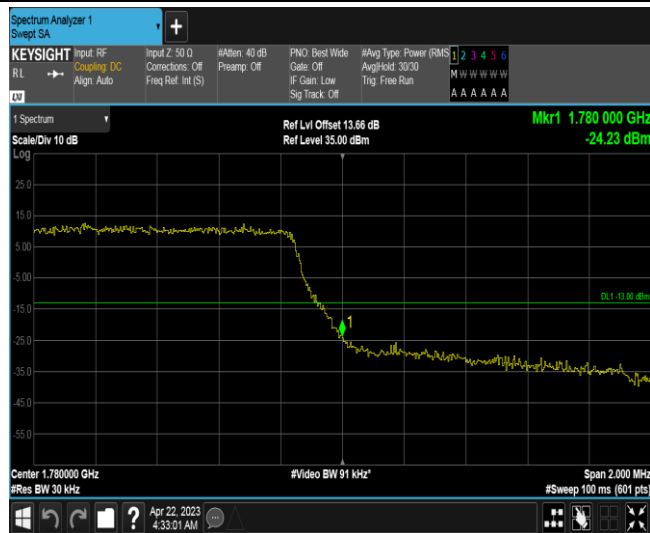 Spectrum Analyzer 1
Swept SA
+
KEYSIGHT
RL
LXI
Input: RF
Coupling: DC
Align: Auto
Input Z: 50 Ω
Corrections: Off
Freq Ref: Int (S)
#Atten: 40 dB
Preamp: Off
PNO: Best Wide
Gate: Off
IF Gain: Low
Sig Track: Off
#Avg Type: Power (RMS
Avg|Hold: 30/30
Trig: Free Run
1 2 3 4 5 6
M W W W W W
A A A A A A
1 Spectrum
Scale/Div 10 dB
Ref Lvl Offset 13.66 dB
Ref Level 35.00 dBm
Mkr1 1.780 000 GHz
-24.23 dBm
Log
25.0
15.0
5.00
-5.00
-15.0
-25.0
-35.0
-45.0
-55.0
DL1 -13.00 dBm
1
Center 1.780000 GHz
#Video BW 91 kHz*
Span 2.000 MHz
#Res BW 30 kHz
#Sweep 100 ms (601 pts)
?
Apr 22, 2023
4:33:01 AM